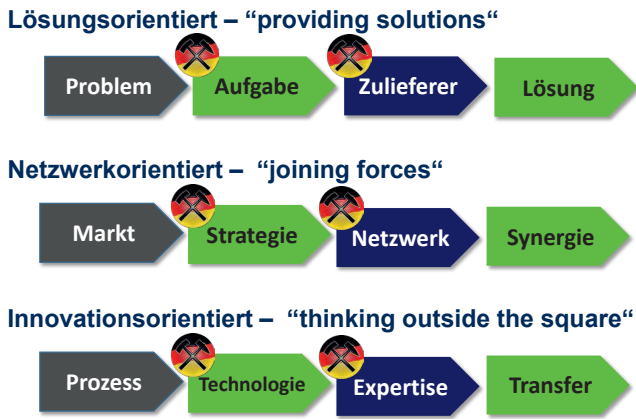 Lösungsorientiert – “providing solutions“
Problem Aufgabe Zulieferer Lösung
Netzwerkorientiert – “joining forces“
Markt Strategie Netzwerk Synergie
Innovationsorientiert – “thinking outside the square“
Prozess Technologie Expertise Transfer